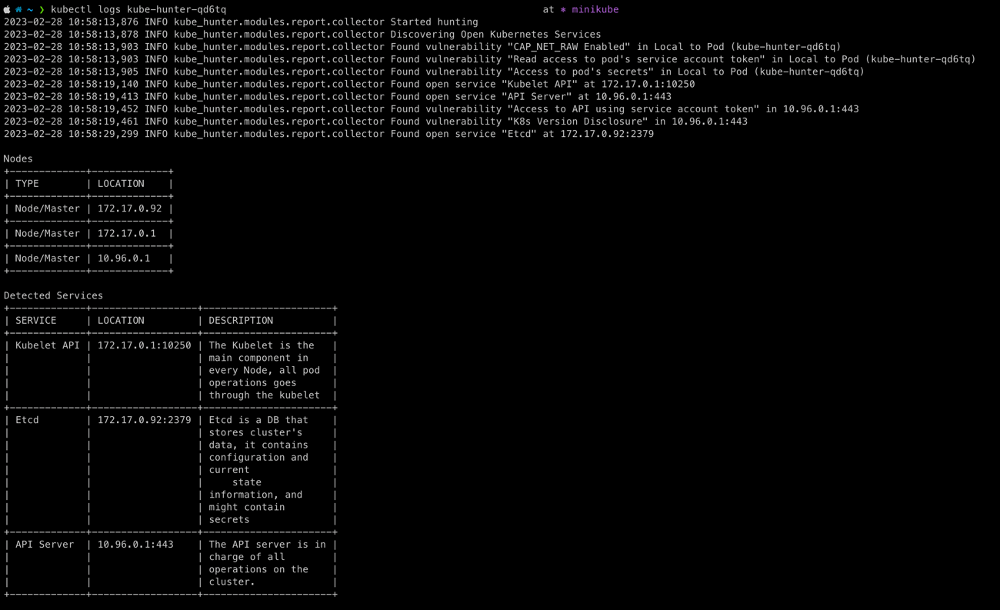 ~ ❯ kubectl logs kube-hunter-qd6tq at ⎈ minikube
2023-02-28 10:58:13,876 INFO kube_hunter.modules.report.collector Started hunting
2023-02-28 10:58:13,878 INFO kube_hunter.modules.report.collector Discovering Open Kubernetes Services
2023-02-28 10:58:13,903 INFO kube_hunter.modules.report.collector Found vulnerability "CAP_NET_RAW Enabled" in Local to Pod (kube-hunter-qd6tq)
2023-02-28 10:58:13,903 INFO kube_hunter.modules.report.collector Found vulnerability "Read access to pod's service account token" in Local to Pod (kube-hunter-qd6tq)
2023-02-28 10:58:13,905 INFO kube_hunter.modules.report.collector Found vulnerability "Access to pod's secrets" in Local to Pod (kube-hunter-qd6tq)
2023-02-28 10:58:19,140 INFO kube_hunter.modules.report.collector Found open service "Kubelet API" at 172.17.0.1:10250
2023-02-28 10:58:19,413 INFO kube_hunter.modules.report.collector Found open service "API Server" at 10.96.0.1:443
2023-02-28 10:58:19,452 INFO kube_hunter.modules.report.collector Found vulnerability "Access to API using service account token" in 10.96.0.1:443
2023-02-28 10:58:19,461 INFO kube_hunter.modules.report.collector Found vulnerability "K8s Version Disclosure" in 10.96.0.1:443
2023-02-28 10:58:29,299 INFO kube_hunter.modules.report.collector Found open service "Etcd" at 172.17.0.92:2379

Nodes
+-------------+-------------+
| TYPE        | LOCATION    |
+-------------+-------------+
| Node/Master | 172.17.0.92 |
+-------------+-------------+
| Node/Master | 172.17.0.1  |
+-------------+-------------+
| Node/Master | 10.96.0.1   |
+-------------+-------------+

Detected Services
+-------------+------------------+----------------------+
| SERVICE     | LOCATION         | DESCRIPTION          |
+-------------+------------------+----------------------+
| Kubelet API | 172.17.0.1:10250 | The Kubelet is the   |
|             |                  | main component in    |
|             |                  | every Node, all pod  |
|             |                  | operations goes      |
|             |                  | through the kubelet  |
+-------------+------------------+----------------------+
| Etcd        | 172.17.0.92:2379 | Etcd is a DB that    |
|             |                  | stores cluster's     |
|             |                  | data, it contains    |
|             |                  | configuration and    |
|             |                  | current              |
|             |                  |     state            |
|             |                  | information, and     |
|             |                  | might contain        |
|             |                  | secrets              |
+-------------+------------------+----------------------+
| API Server  | 10.96.0.1:443    | The API server is in |
|             |                  | charge of all        |
|             |                  | operations on the    |
|             |                  | cluster.             |
+-------------+------------------+----------------------+